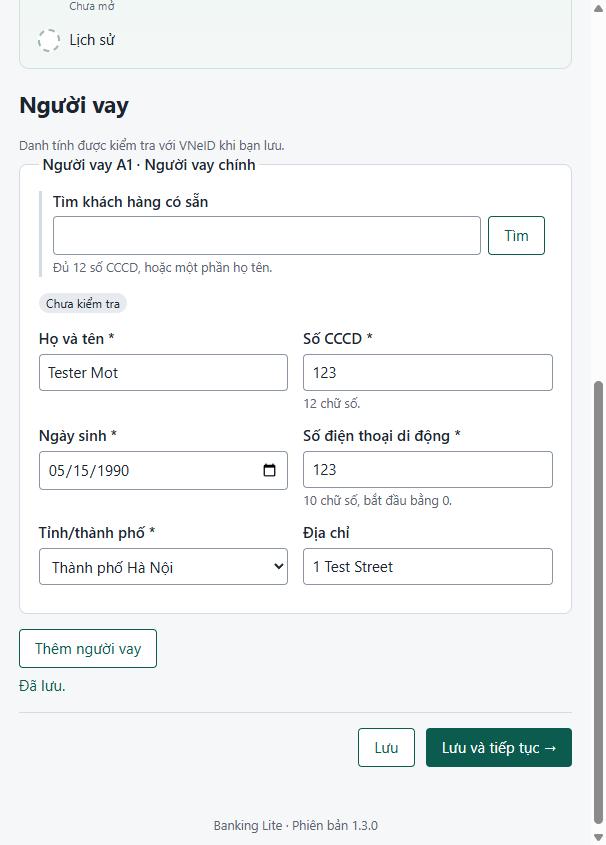 Chưa mở
Lịch sử
Người vay
Danh tính được kiểm tra với VNeID khi bạn lưu.
Người vay A1 · Người vay chính
Tìm khách hàng có sẵn
Tìm
Đủ 12 số CCCD, hoặc một phần họ tên.
Chưa kiểm tra
Họ và tên *
Số CCCD *
Tester Mot
123
12 chữ số.
Ngày sinh *
Số điện thoại di động *
05/15/1990
123
10 chữ số, bắt đầu bằng 0.
Tỉnh/thành phố *
Địa chỉ
Thành phố Hà Nội
1 Test Street
Thêm người vay
Đã lưu.
Lưu
Lưu và tiếp tục →
Banking Lite · Phiên bản 1.3.0